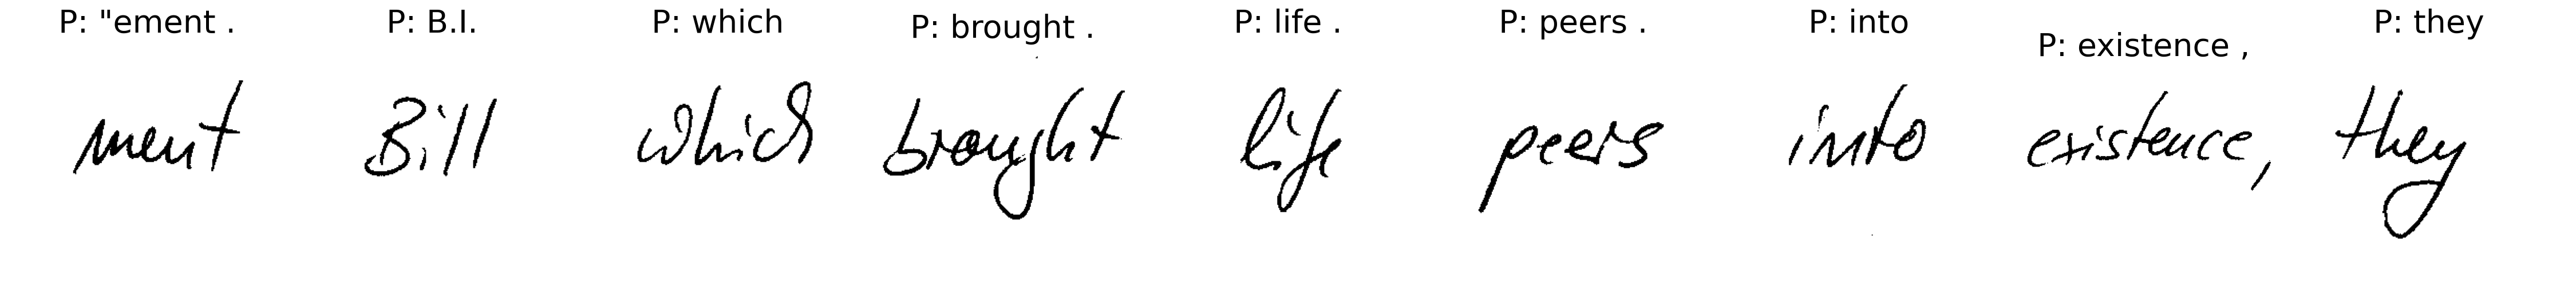 P: "ement . P: B.I. P: which P: brought . P: life . P: peers . P: into P: existence , P: they
ment Bill which brought life peers into existence, they